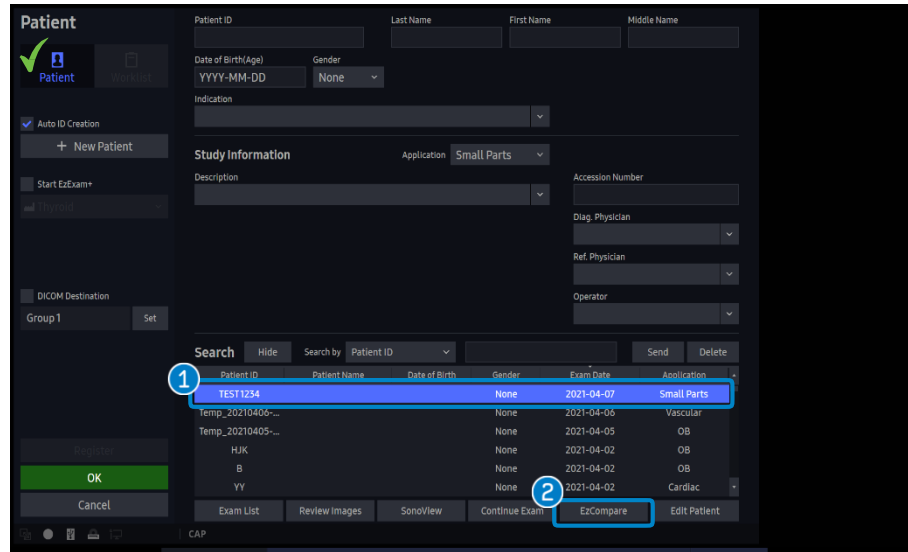 Patient
Patient
Worklist
Auto ID Creation
+ New Patient
Start EzExam+
Thyroid
DICOM Destination
Group 1 Set
Register
OK
Cancel
Patient ID Last Name First Name Middle Name
Date of Birth(Age) Gender
YYYY-MM-DD None
Indication
Study Information Application Small Parts
Description Accession Number
Diag. Physician
Ref. Physician
Operator
Search Hide Search by Patient ID Send Delete
1
Patient ID Patient Name Date of Birth Gender Exam Date Application
TEST1234 None 2021-04-07 Small Parts
Temp_20210406-... None 2021-04-06 Vascular
Temp_20210405-... None 2021-04-05 OB
HJK None 2021-04-02 OB
B None 2021-04-02 OB
YY None 2021-04-02 Cardiac
2
Exam List Review Images SonoView Continue Exam EzCompare Edit Patient
CAP